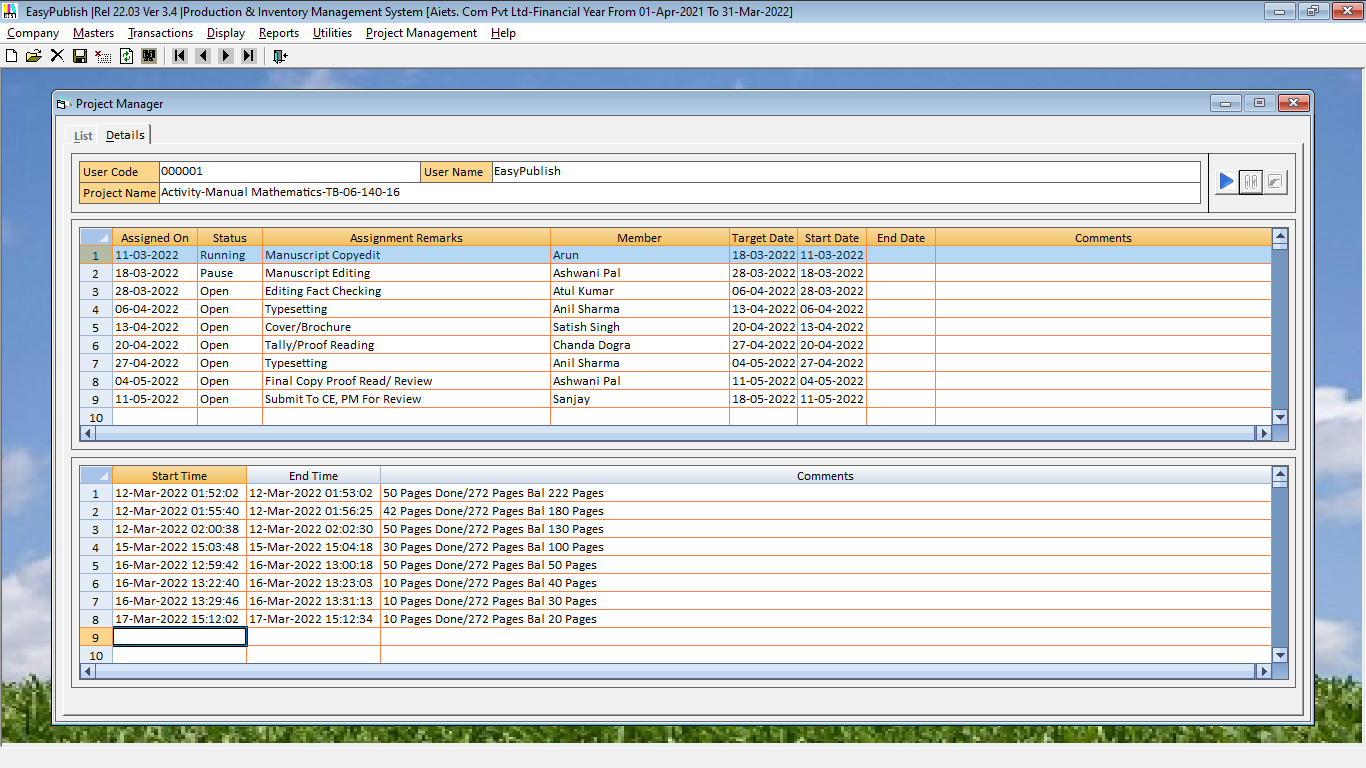 EasyPublish |Rel 22.03 Ver 3.4 |Production & Inventory Management System [Aiets. Com Pvt Ltd-Financial Year From 01-Apr-2021 To 31-Mar-2022]
Company Masters Transactions Display Reports Utilities Project Management Help
Project Manager
List Details
User Code 000001 User Name EasyPublish
Project Name Activity-Manual Mathematics-TB-06-140-16
Assigned On Status Assignment Remarks Member Target Date Start Date End Date Comments
1 11-03-2022 Running Manuscript Copyedit Arun 18-03-2022 11-03-2022
2 18-03-2022 Pause Manuscript Editing Ashwani Pal 28-03-2022 18-03-2022
3 28-03-2022 Open Editing Fact Checking Atul Kumar 06-04-2022 28-03-2022
4 06-04-2022 Open Typesetting Anil Sharma 13-04-2022 06-04-2022
5 13-04-2022 Open Cover/Brochure Satish Singh 20-04-2022 13-04-2022
6 20-04-2022 Open Tally/Proof Reading Chanda Dogra 27-04-2022 20-04-2022
7 27-04-2022 Open Typesetting Anil Sharma 04-05-2022 27-04-2022
8 04-05-2022 Open Final Copy Proof Read/ Review Ashwani Pal 11-05-2022 04-05-2022
9 11-05-2022 Open Submit To CE, PM For Review Sanjay 18-05-2022 11-05-2022
10
Start Time End Time Comments
1 12-Mar-2022 01:52:02 12-Mar-2022 01:53:02 50 Pages Done/272 Pages Bal 222 Pages
2 12-Mar-2022 01:55:40 12-Mar-2022 01:56:25 42 Pages Done/272 Pages Bal 180 Pages
3 12-Mar-2022 02:00:38 12-Mar-2022 02:02:30 50 Pages Done/272 Pages Bal 130 Pages
4 15-Mar-2022 15:03:48 15-Mar-2022 15:04:18 30 Pages Done/272 Pages Bal 100 Pages
5 16-Mar-2022 12:59:42 16-Mar-2022 13:00:18 50 Pages Done/272 Pages Bal 50 Pages
6 16-Mar-2022 13:22:40 16-Mar-2022 13:23:03 10 Pages Done/272 Pages Bal 40 Pages
7 16-Mar-2022 13:29:46 16-Mar-2022 13:31:13 10 Pages Done/272 Pages Bal 30 Pages
8 17-Mar-2022 15:12:02 17-Mar-2022 15:12:34 10 Pages Done/272 Pages Bal 20 Pages
9
10